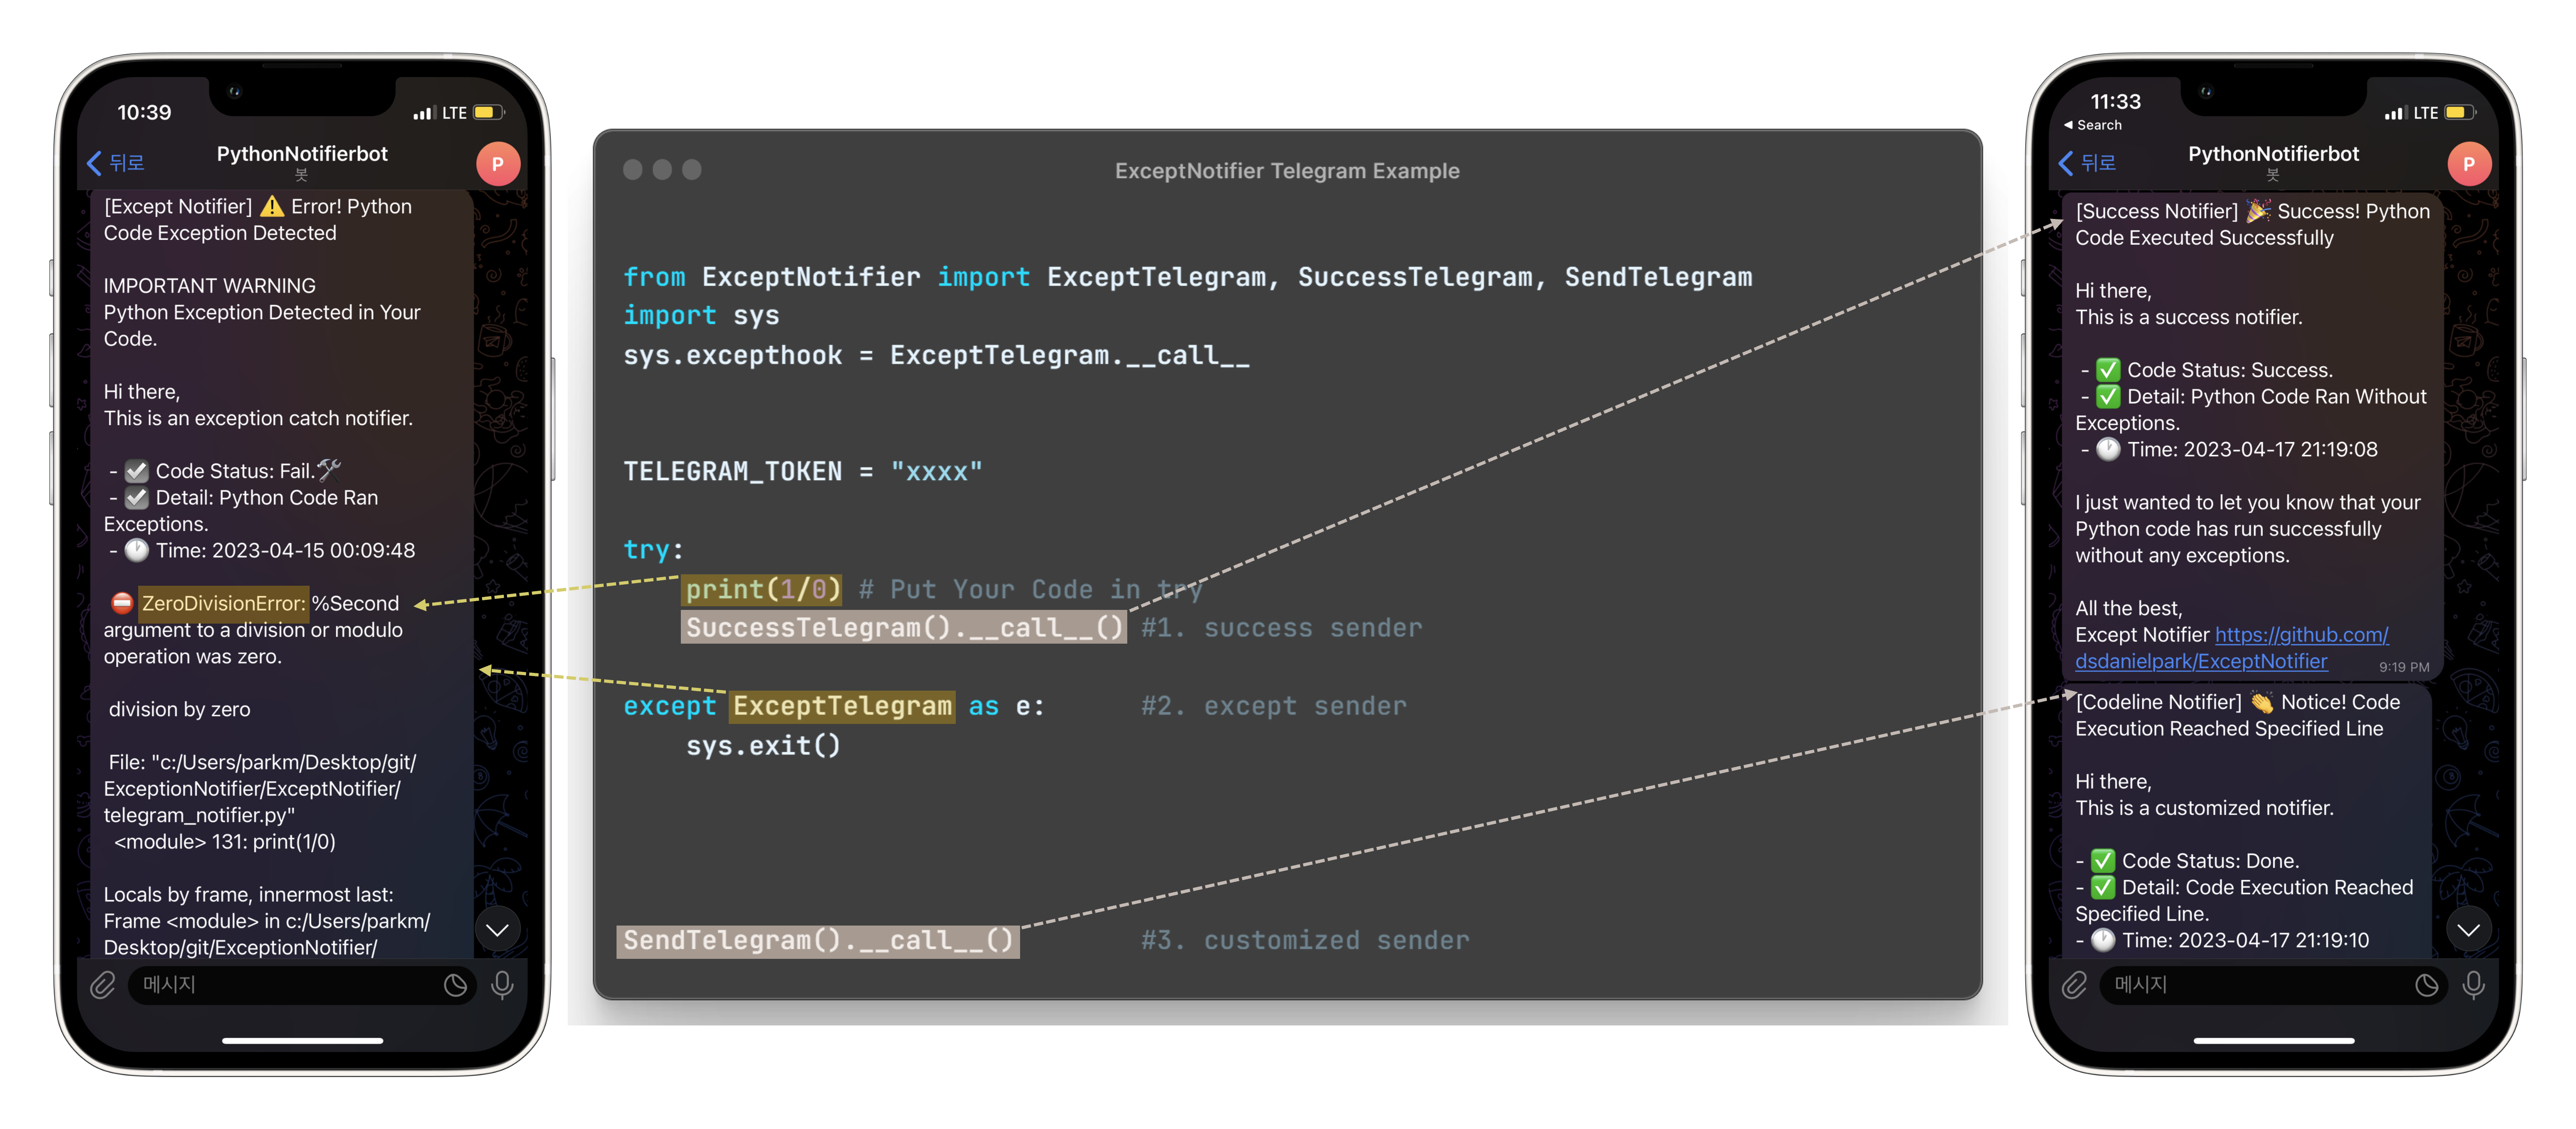 10:39
LTE
뒤로
PythonNotifierbot
봇
P
[Except Notifier] ⚠️ Error! Python
Code Exception Detected
IMPORTANT WARNING
Python Exception Detected in Your
Code.
Hi there,
This is an exception catch notifier.
- ☑️ Code Status: Fail.🛠
- ☑️ Detail: Python Code Ran
Exceptions.
- 🕐 Time: 2023-04-15 00:09:48
⛔ ZeroDivisionError: %Second
argument to a division or modulo
operation was zero.
division by zero
File: "c:/Users/parkm/Desktop/git/
ExceptionNotifier/ExceptNotifier/
telegram_notifier.py"
<module> 131: print(1/0)
Locals by frame, innermost last:
Frame <module> in c:/Users/parkm/
Desktop/git/ExceptionNotifier/
메시지
ExceptNotifier Telegram Example
from ExceptNotifier import ExceptTelegram, SuccessTelegram, SendTelegram
import sys
sys.excepthook = ExceptTelegram.__call__
TELEGRAM_TOKEN = "xxxx"
try:
print(1/0) # Put Your Code in try
SuccessTelegram().__call__() #1. success sender
except ExceptTelegram as e: #2. except sender
sys.exit()
SendTelegram().__call__() #3. customized sender
11:33
Search
LTE
뒤로
PythonNotifierbot
봇
P
[Success Notifier] 🎉 Success! Python
Code Executed Successfully
Hi there,
This is a success notifier.
- ✅ Code Status: Success.
- ✅ Detail: Python Code Ran Without
Exceptions.
- 🕐 Time: 2023-04-17 21:19:08
I just wanted to let you know that your
Python code has run successfully
without any exceptions.
All the best,
Except Notifier https://github.com/
dsdanielpark/ExceptNotifier
9:19 PM
[Codeline Notifier] 👏 Notice! Code
Execution Reached Specified Line
Hi there,
This is a customized notifier.
- ✅ Code Status: Done.
- ✅ Detail: Code Execution Reached
Specified Line.
- 🕐 Time: 2023-04-17 21:19:10
메시지